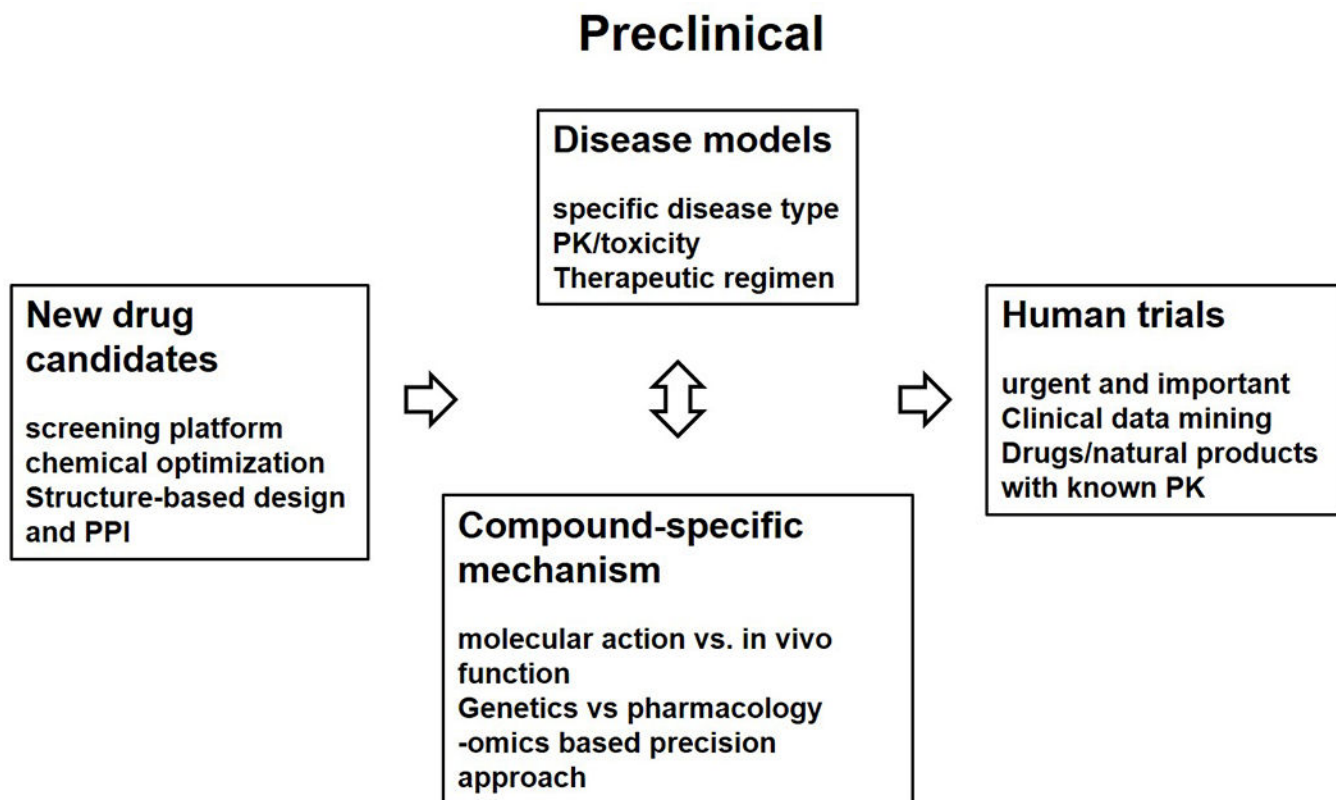 Preclinical
Disease models
specific disease type
PK/toxicity
Therapeutic regimen
New drug
candidates
screening platform
chemical optimization
Structure-based design
and PPI
Human trials
urgent and important
Clinical data mining
Drugs/natural products
with known PK
Compound-specific
mechanism
molecular action vs. in vivo
function
Genetics vs pharmacology
-omics based precision
approach